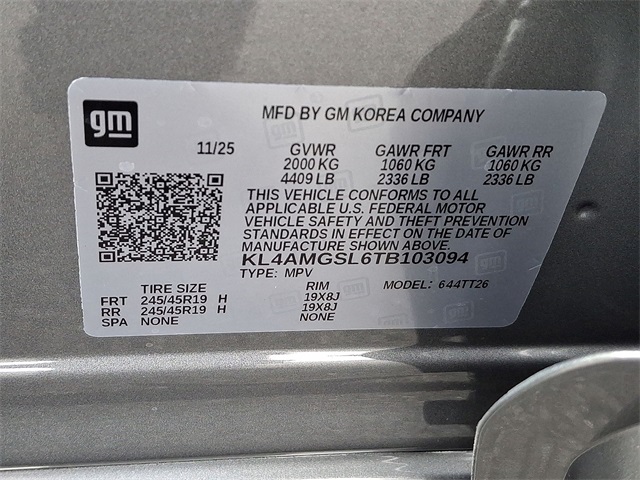 gm
MFD BY GM KOREA COMPANY
11/25 GVWR GAWR FRT GAWR RR
2000 KG 1060 KG 1060 KG
4409 LB 2336 LB 2336 LB
THIS VEHICLE CONFORMS TO ALL
APPLICABLE U.S. FEDERAL MOTOR
VEHICLE SAFETY AND THEFT PREVENTION
STANDARDS IN EFFECT ON THE DATE OF
MANUFACTURE SHOWN ABOVE.
KL4AMGSL6TB103094
TYPE: MPV MODEL: 644TT26
TIRE SIZE RIM
FRT 245/45R19 H 19X8J
RR 245/45R19 H 19X8J
SPA NONE NONE